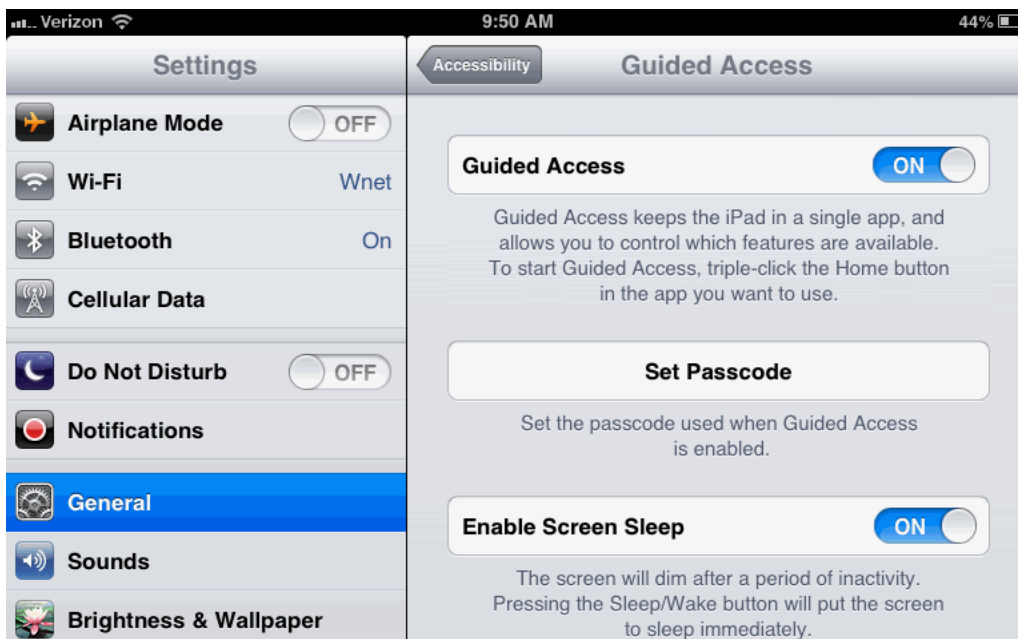 Verizon
9:50 AM
44%
Settings
Airplane Mode OFF
Wi-Fi Wnet
Bluetooth On
Cellular Data
Do Not Disturb OFF
Notifications
General
Sounds
Brightness & Wallpaper
Accessibility
Guided Access
Guided Access ON
Guided Access keeps the iPad in a single app, and
allows you to control which features are available.
To start Guided Access, triple-click the Home button
in the app you want to use.
Set Passcode
Set the passcode used when Guided Access
is enabled.
Enable Screen Sleep ON
The screen will dim after a period of inactivity.
Pressing the Sleep/Wake button will put the screen
to sleep immediately.